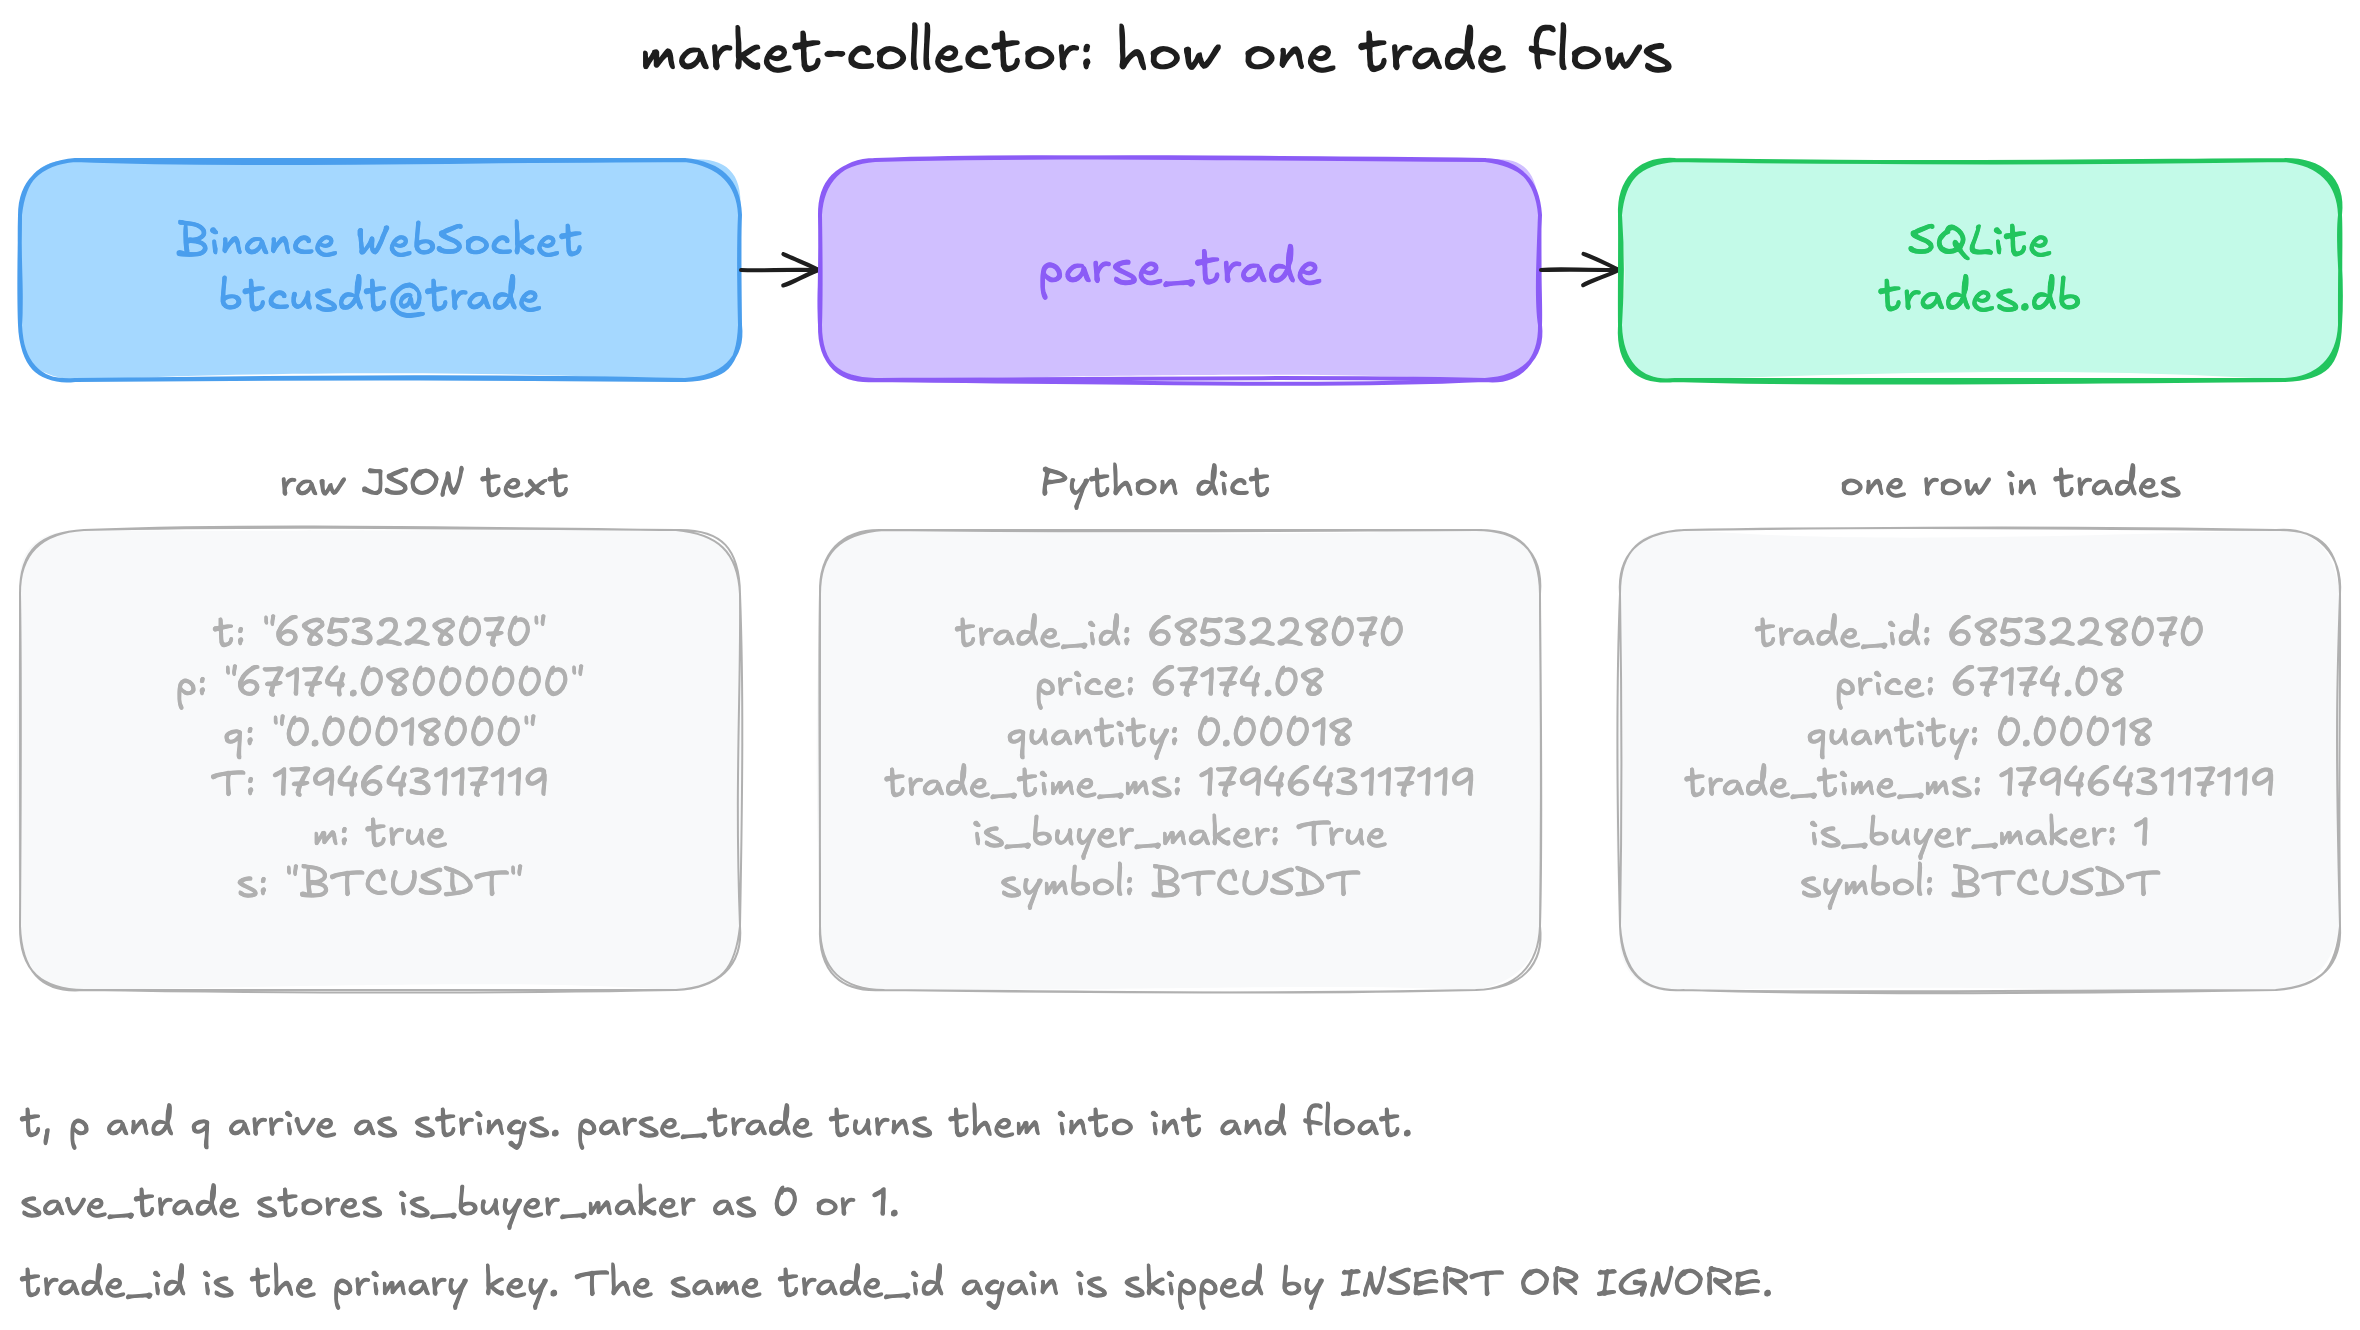 market-collector: how one trade flows
Binance WebSocket
btcusdt@trade
parse_trade
SQLite
trades.db
raw JSON text
t: "6853228070"
p: "67174.08000000"
q: "0.00018000"
T: 1794643117119
m: true
s: "BTCUSDT"
Python dict
trade_id: 6853228070
price: 67174.08
quantity: 0.00018
trade_time_ms: 1794643117119
is_buyer_maker: True
symbol: BTCUSDT
one row in trades
trade_id: 6853228070
price: 67174.08
quantity: 0.00018
trade_time_ms: 1794643117119
is_buyer_maker: 1
symbol: BTCUSDT
t, p and q arrive as strings. parse_trade turns them into int and float.
save_trade stores is_buyer_maker as 0 or 1.
trade_id is the primary key. The same trade_id again is skipped by INSERT OR IGNORE.